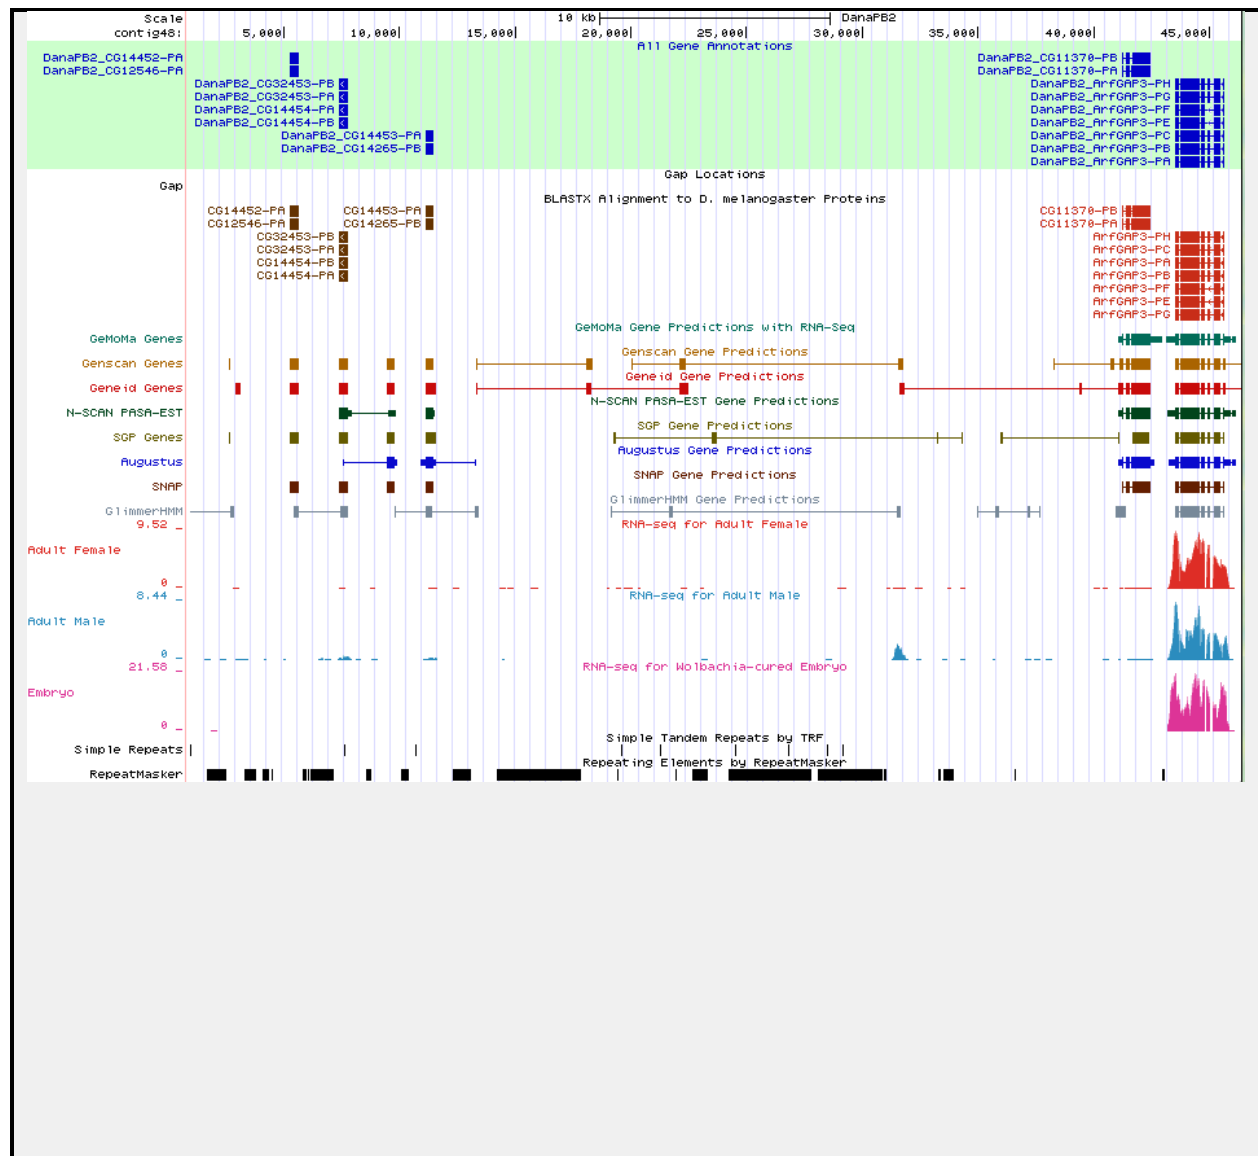 Scale 10 kb DanaPB2
contig48: 5,000 10,000 15,000 20,000 25,000 30,000 35,000 40,000 45,000
All Gene Annotations
DanaPB2_CG14452-PA DanaPB2_CG11370-PB
DanaPB2_CG12546-PA DanaPB2_CG11370-PA
DanaPB2_CG32453-PB DanaPB2_ArfGAP3-PH
DanaPB2_CG32453-PA DanaPB2_ArfGAP3-PG
DanaPB2_CG14454-PA DanaPB2_ArfGAP3-PF
DanaPB2_CG14454-PB DanaPB2_ArfGAP3-PE
DanaPB2_CG14453-PA DanaPB2_ArfGAP3-PC
DanaPB2_CG14265-PB DanaPB2_ArfGAP3-PB
DanaPB2_ArfGAP3-PA
Gap Locations
Gap
BLASTX Alignment to D. melanogaster Proteins
CG14452-PA CG14453-PA CG11370-PB
CG12546-PA CG14265-PB CG11370-PA
CG32453-PB ArfGAP3-PH
CG32453-PA ArfGAP3-PC
CG14454-PB ArfGAP3-PA
CG14454-PA ArfGAP3-PB
ArfGAP3-PF
ArfGAP3-PE
ArfGAP3-PG
GeMoMa Gene Predictions with RNA-Seq
GeMoMa Genes
Genscan Gene Predictions
Genscan Genes
Geneid Gene Predictions
Geneid Genes
N-SCAN PASA-EST Gene Predictions
N-SCAN PASA-EST
SGP Gene Predictions
SGP Genes
Augustus Gene Predictions
Augustus
SNAP Gene Predictions
SNAP
GlimmerHMM Gene Predictions
GlimmerHMM
9.52 _ RNA-seq for Adult Female
Adult Female
0 _
8.44 _ RNA-seq for Adult Male
Adult Male
0 _
21.58 _ RNA-seq for Wolbachia-cured Embryo
Embryo
0 _
Simple Tandem Repeats by TRF
Simple Repeats
Repeating Elements by RepeatMasker
RepeatMasker